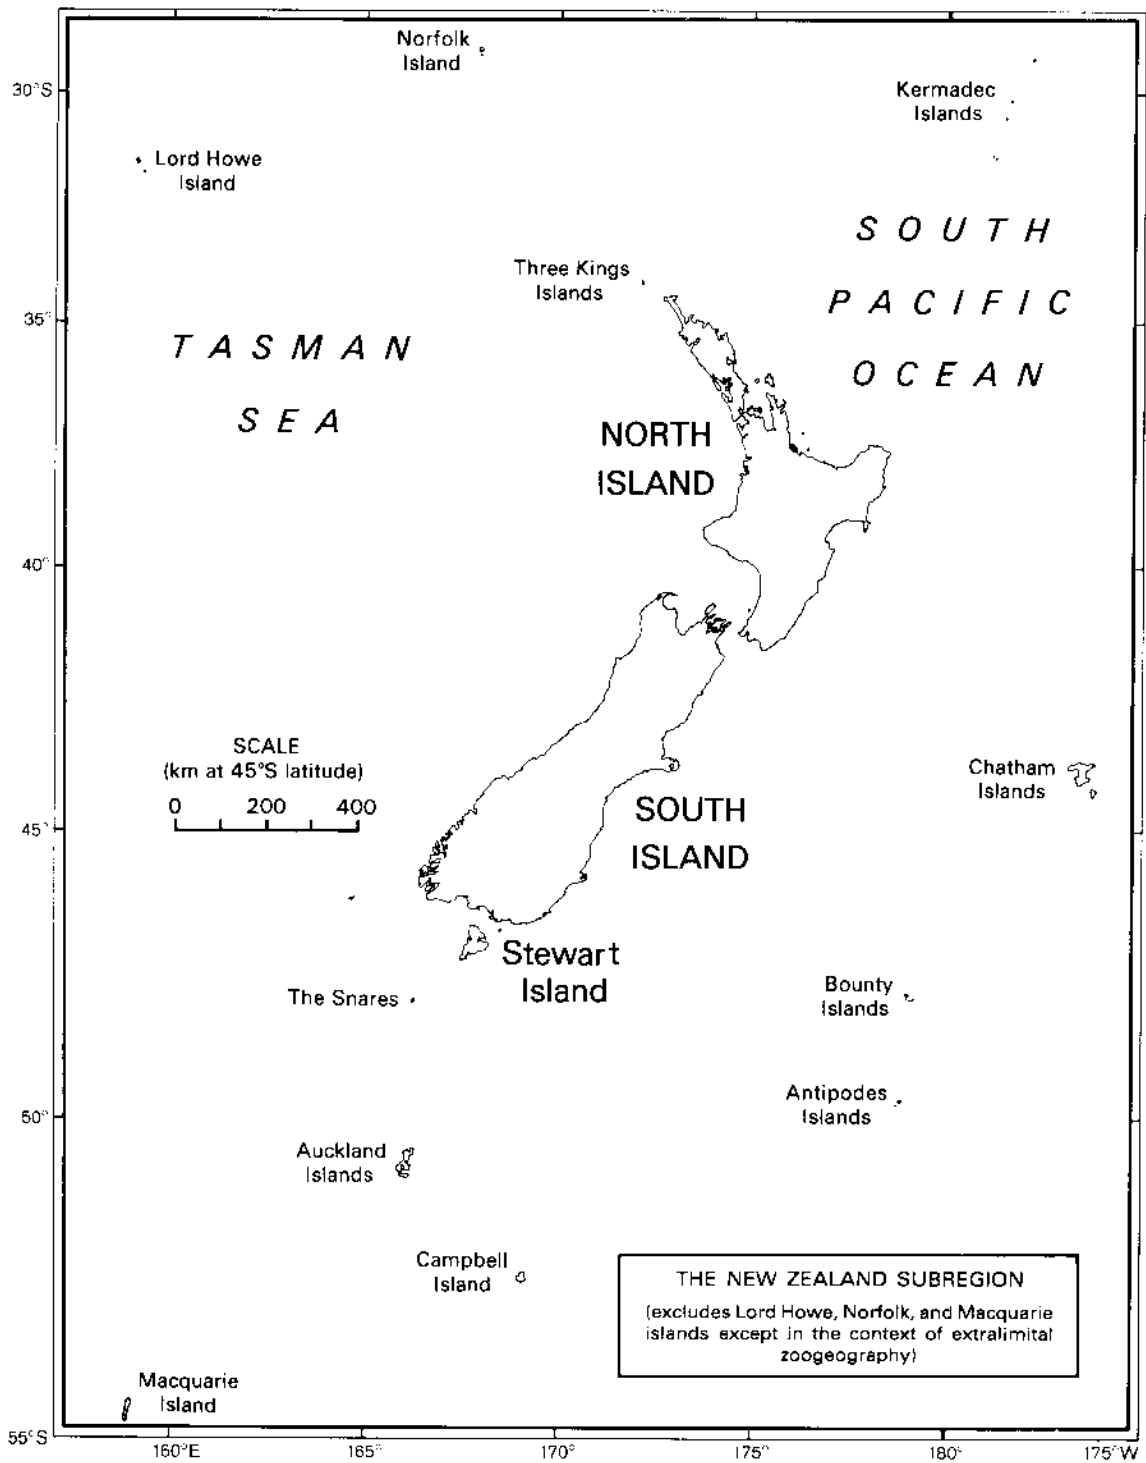 Norfolk
Island
30°S
Kermadec
Islands
Lord Howe
Island
SOUTH
PACIFIC
OCEAN
Three Kings
Islands
35°
TASMAN
SEA
NORTH
ISLAND
40°
SCALE
(km at 45°S latitude)
0 200 400
Chatham
Islands
45°
SOUTH
ISLAND
Stewart
Island
The Snares
Bounty
Islands
Antipodes
Islands
50°
Auckland
Islands
Campbell
Island
THE NEW ZEALAND SUBREGION
(excludes Lord Howe, Norfolk, and Macquarie
islands except in the context of extralimital
zoogeography)
Macquarie
Island
55°S
160°E 165° 170° 175° 180° 175°W